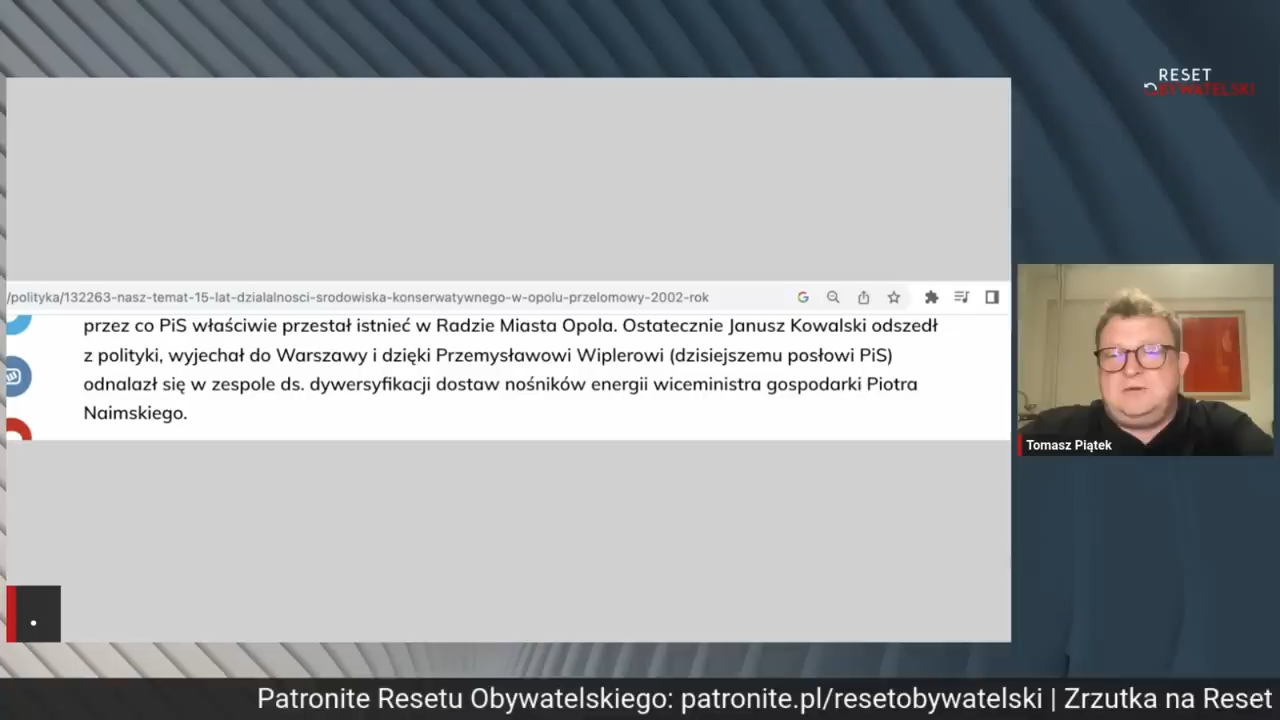 RESET
OBYWATELSKI
/polityka/132263-nasz-temat-15-lat-dzialalnosci-srodowiska-konserwatywnego-w-opolu-przelomowy-2002-rok
przez co PiS właściwie przestał istnieć w Radzie Miasta Opola. Ostatecznie Janusz Kowalski odszedł
z polityki, wyjechał do Warszawy i dzięki Przemysławowi Wiplerowi (dzisiejszemu posłowi PiS)
odnalazł się w zespole ds. dywersyfikacji dostaw nośników energii wiceministra gospodarki Piotra
Naimskiego.
Tomasz Piątek
.
Patronite Resetu Obywatelskiego: patronite.pl/resetobywatelski | Zrzutka na Reset